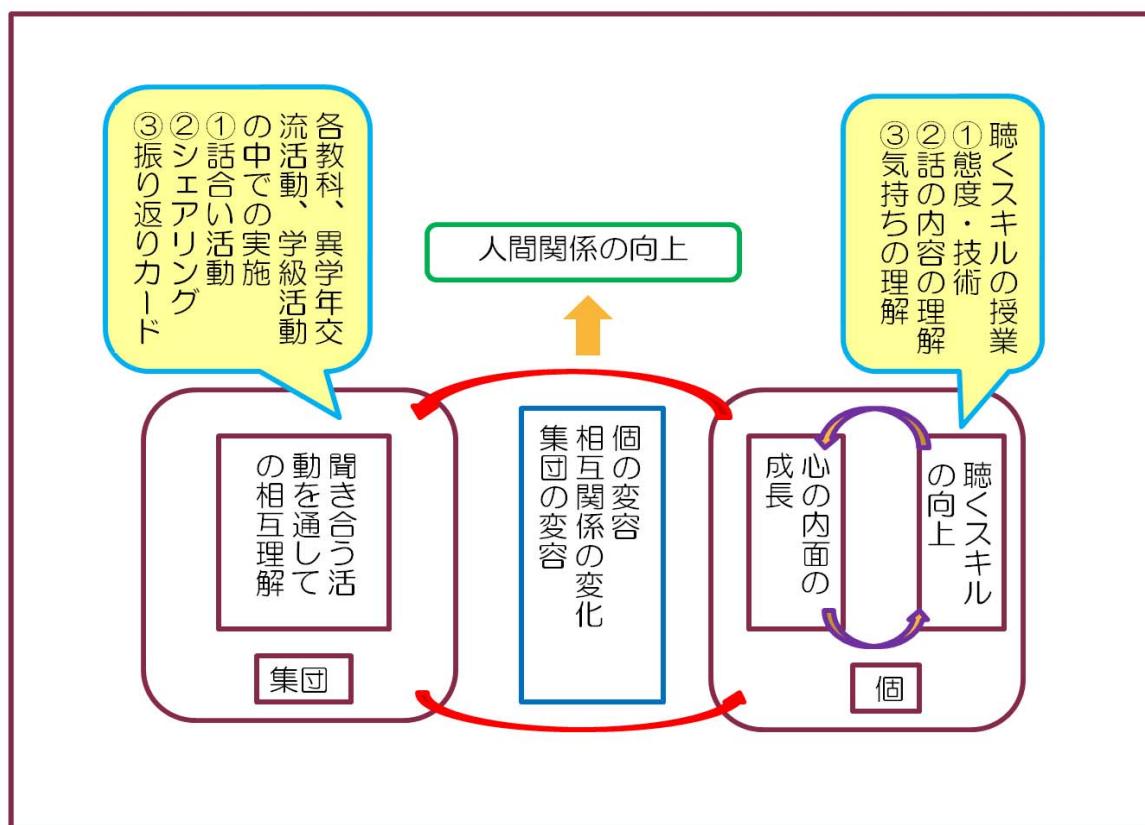 聴くスキルの授業
①態度・技術
②話の内容の理解
③気持ちの理解
聴くスキル
の向上
心の内面の
成長
個
人間関係の向上
個の変容
相互関係の変化
集団の変容
各教科、異学年交
流活動、学級活動
の中での実施
①話合い活動
②シェアリング
③振り返りカード
聞き合う活
動を通して
の相互理解
集団